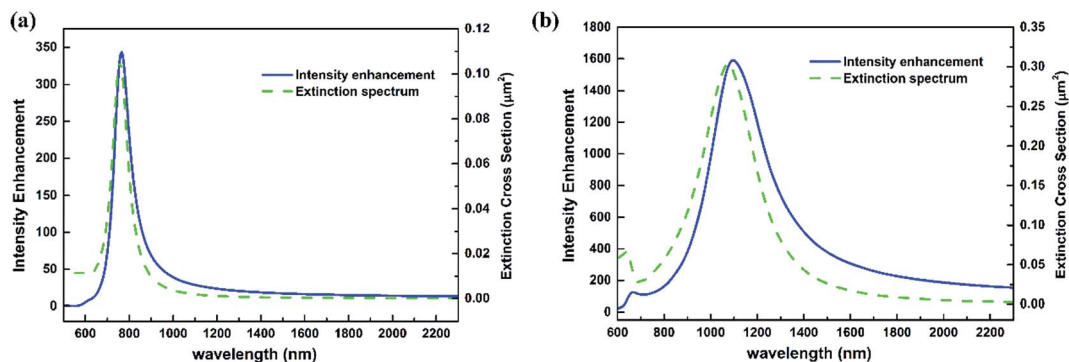 (a)
350
300
250
200
150
100
50
0
Intensity Enhancement
Intensity enhancement
Extinction spectrum
0.12
0.10
0.08
0.06
0.04
0.02
0.00
Extinction Cross Section (μm²)
600 800 1000 1200 1400 1600 1800 2000 2200
wavelength (nm)
(b)
1800
1600
1400
1200
1000
800
600
400
200
0
Intensity Enhancement
Intensity enhancement
Extinction spectrum
0.35
0.30
0.25
0.20
0.15
0.10
0.05
0.00
Extinction Cross Section (μm²)
600 800 1000 1200 1400 1600 1800 2000 2200
wavelength (nm)